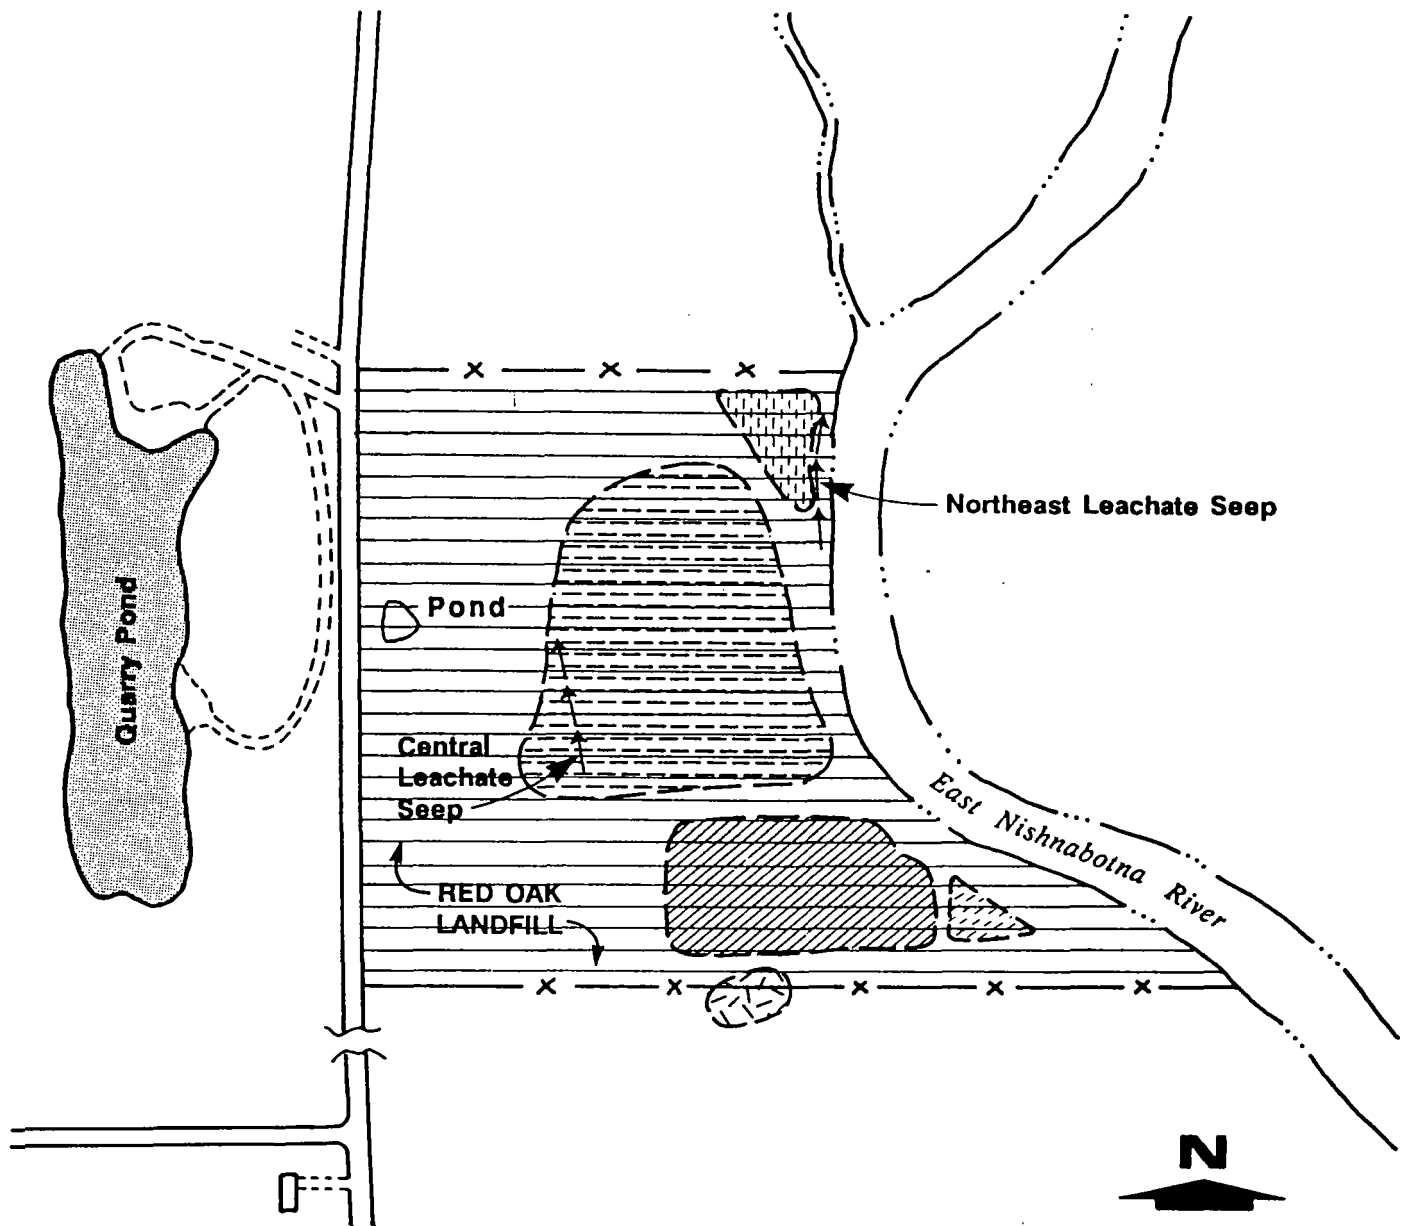 Northeast Leachate Seep
Pond
Quarry Pond
Central
Leachate
Seep
East Nishnabotna River
RED OAK
LANDFILL
N